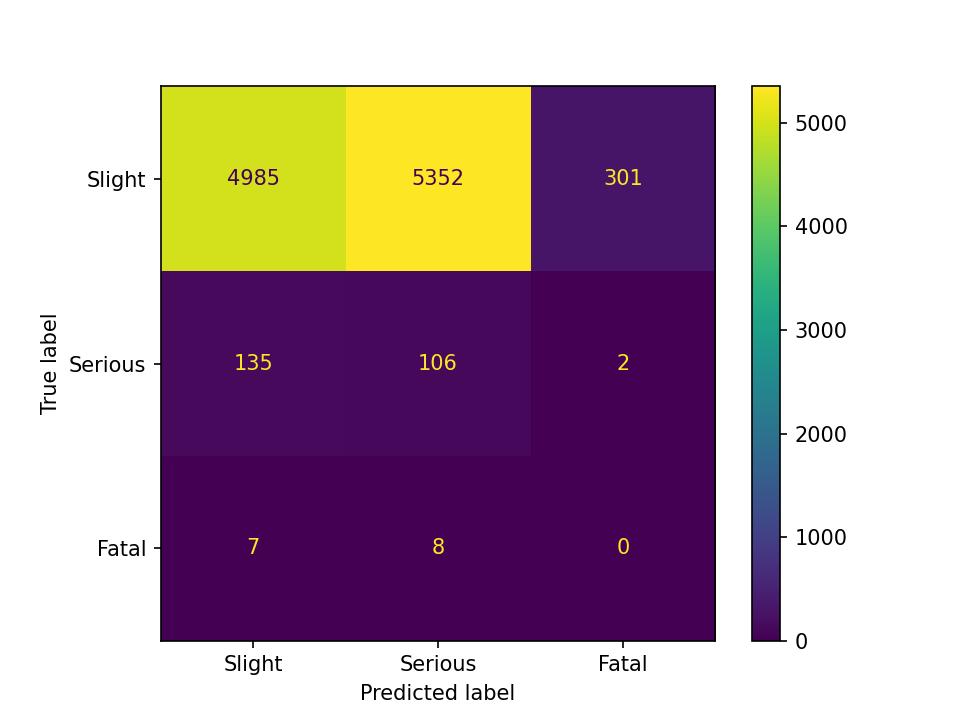 Slight 4985 5352 301
Serious 135 106 2
Fatal 7 8 0
Slight Serious Fatal
Predicted label
True label
5000
4000
3000
2000
1000
0